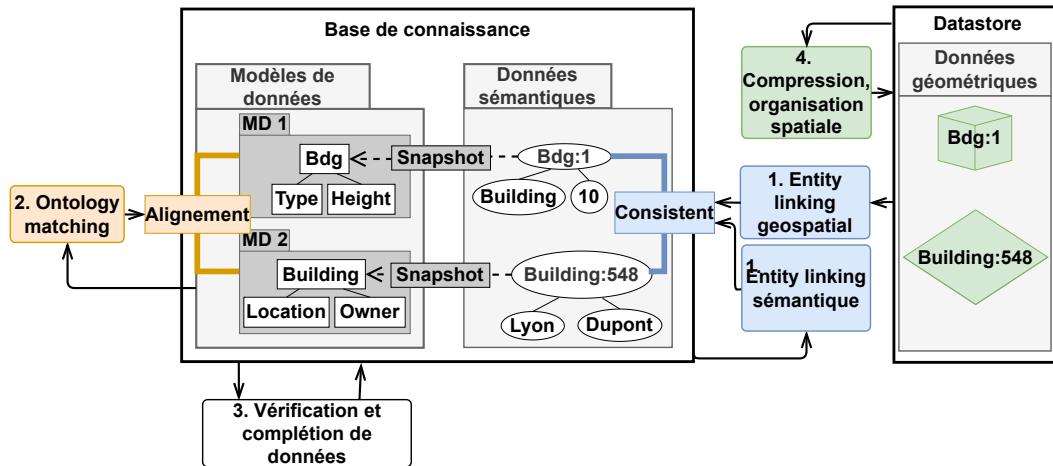 Base de connaissance
Modèles de
données
MD 1
Bdg
Type
Height
MD 2
Building
Location
Owner
Snapshot
Snapshot
Données
sémantiques
Bdg:1
Building
10
Building:548
Lyon
Dupont
2. Ontology
matching
Alignement
Consistent
3. Vérification et
complétion de
données
4.
Compression,
organisation
spatiale
1. Entity
linking
geospatial
1.
Entity linking
sémantique
Datastore
Données
géométriques
Bdg:1
Building:548